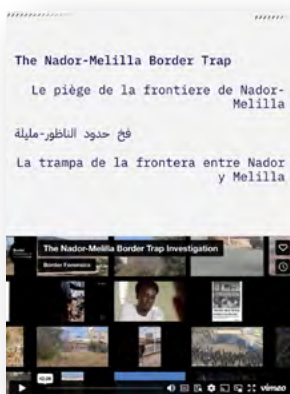 The Nador-Melilla Border Trap
Le piège de la frontiere de Nador-
Melilla
فخ حدود الناظور-مليلة
La trampa de la frontera entre Nador
y Melilla
The Nador-Melilla Border Trap Investigation
Border Forensics
vimeo